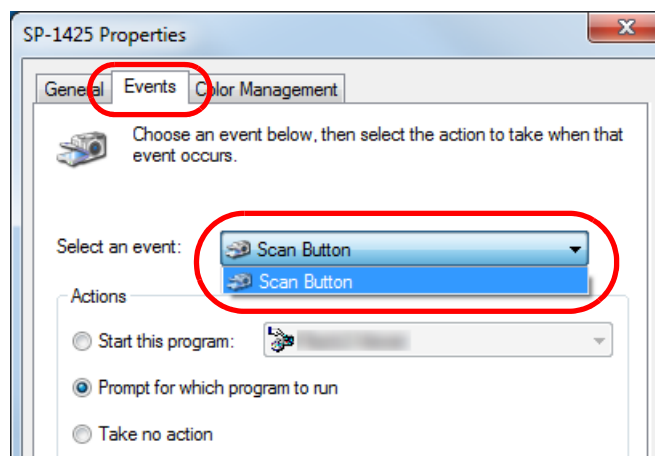 SP-1425 Properties
General Events Color Management
Choose an event below, then select the action to take when that
event occurs.
Select an event: Scan Button
Scan Button
Actions
Start this program:
Prompt for which program to run
Take no action